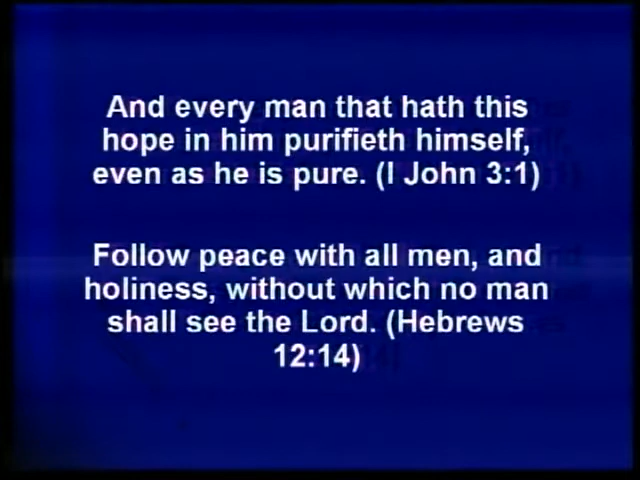 And every man that hath this
hope in him purifieth himself,
even as he is pure. (I John 3:1)
Follow peace with all men, and
holiness, without which no man
shall see the Lord. (Hebrews
12:14)